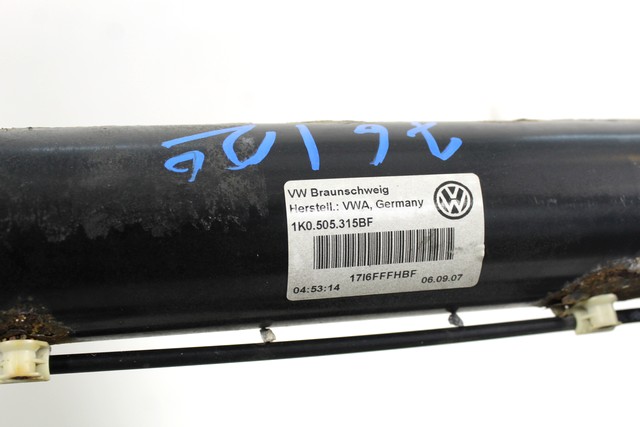 VW Braunschweig
Herstell.: VWA, Germany
1K0.505.315BF
17I6FFFHBF
04:53:14 06.09.07